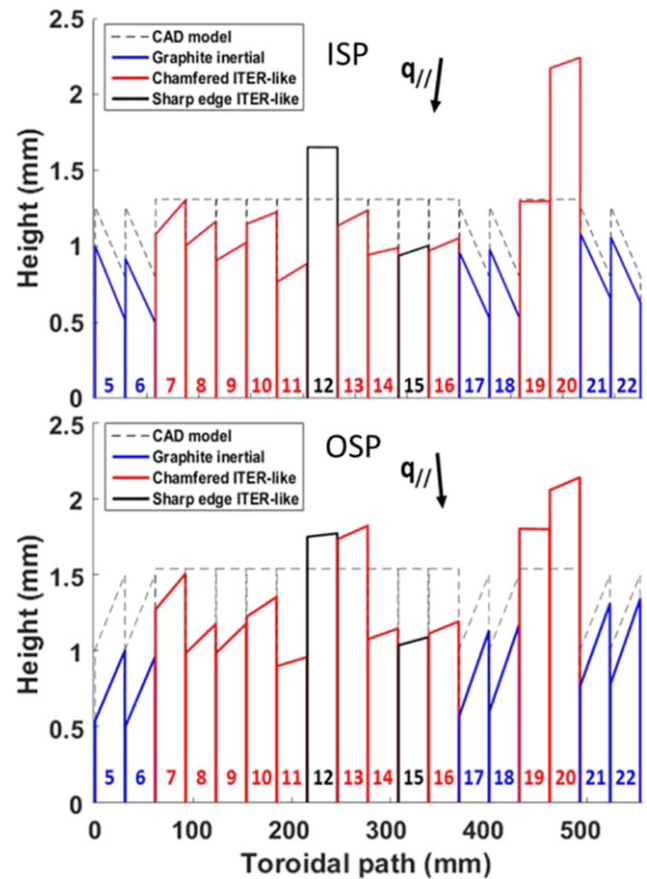 2.5
CAD model
Graphite inertial
Chamfered ITER-like
Sharp edge ITER-like
ISP
q//
2
1.5
1
0.5
0
Height (mm)
5 6 7 8 9 10 11 12 13 14 15 16 17 18 19 20 21 22
2.5
CAD model
Graphite inertial
Chamfered ITER-like
Sharp edge ITER-like
OSP
q//
2
1.5
1
0.5
0
Height (mm)
5 6 7 8 9 10 11 12 13 14 15 16 17 18 19 20 21 22
0 100 200 300 400 500
Toroidal path (mm)